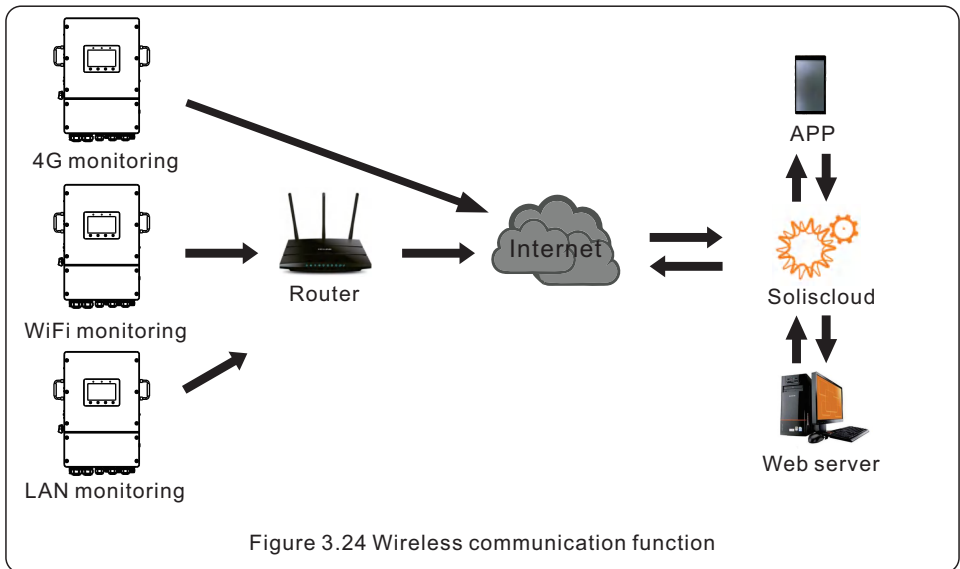 4G monitoring
APP
Internet
Router
Soliscloud
WiFi monitoring
Web server
LAN monitoring
Figure 3.24 Wireless communication function